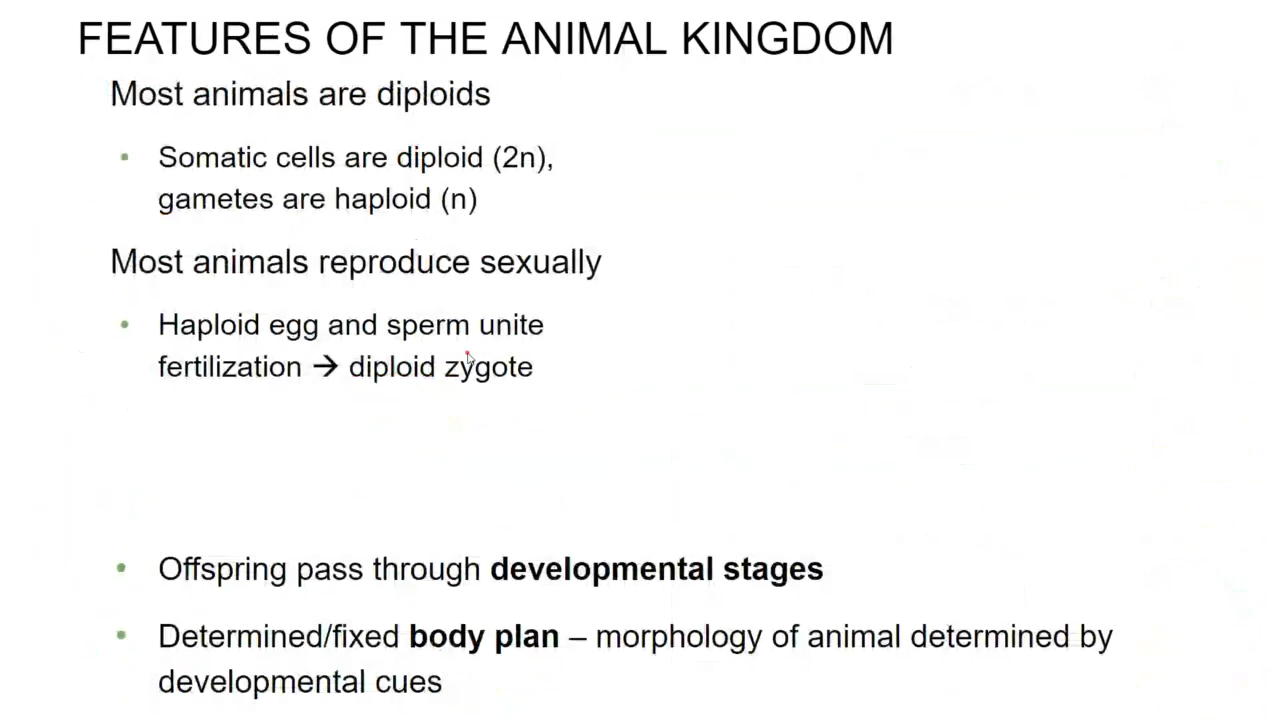 FEATURES OF THE ANIMAL KINGDOM
Most animals are diploids
• Somatic cells are diploid (2n),
gametes are haploid (n)
Most animals reproduce sexually
• Haploid egg and sperm unite
fertilization → diploid zygote
• Offspring pass through developmental stages
• Determined/fixed body plan – morphology of animal determined by
developmental cues